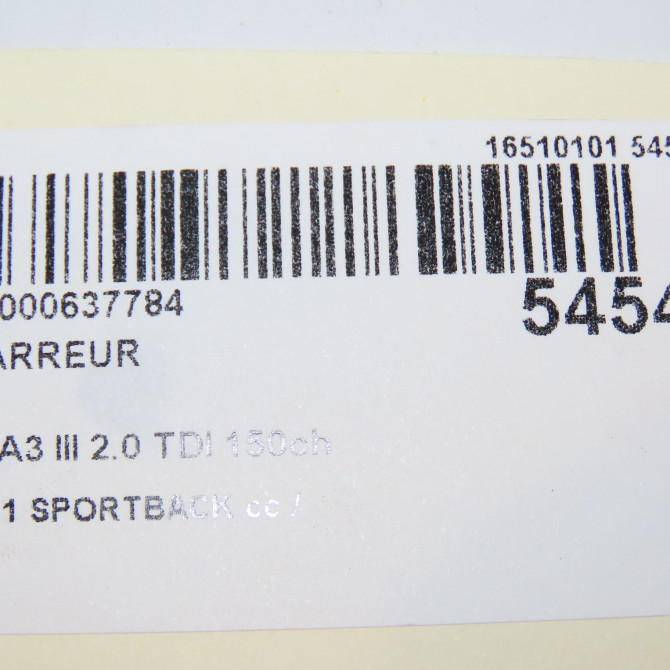 16510101 545
000637784
5454
ARREUR
A3 III 2.0 TDI 150ch
1 SPORTBACK cc /